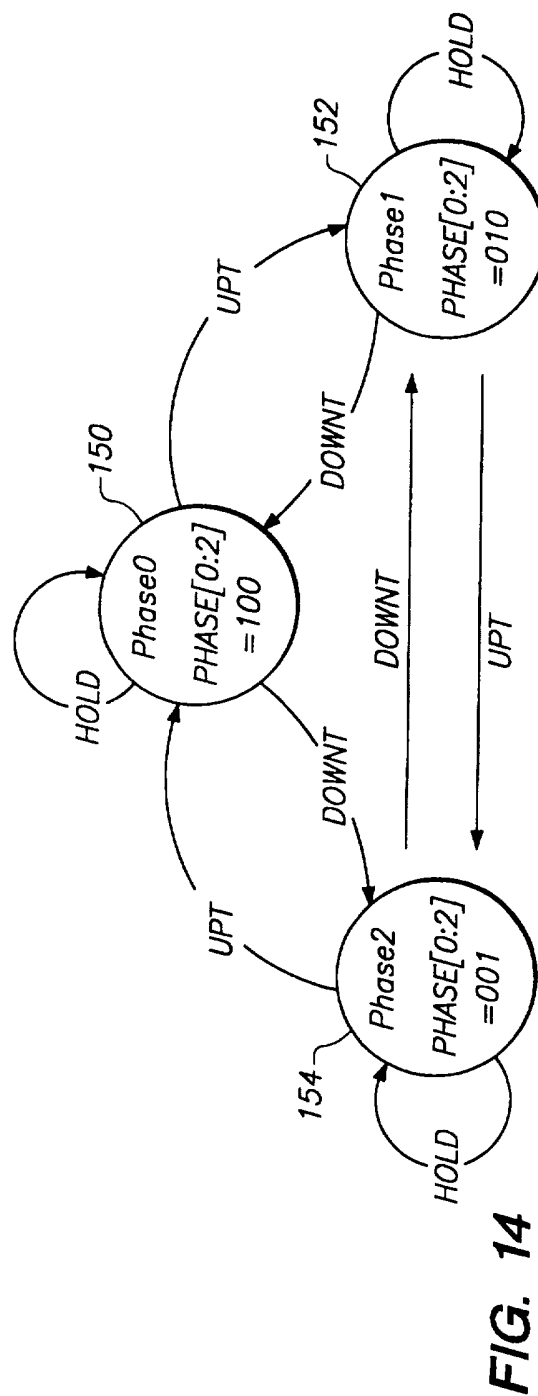 150
HOLD
Phase0
PHASE[0:2]
=100
UPT
UPT
DOWNT
DOWNT
152
Phase1
PHASE[0:2]
=010
HOLD
154
Phase2
PHASE[0:2]
=001
HOLD
DOWNT
UPT
FIG. 14